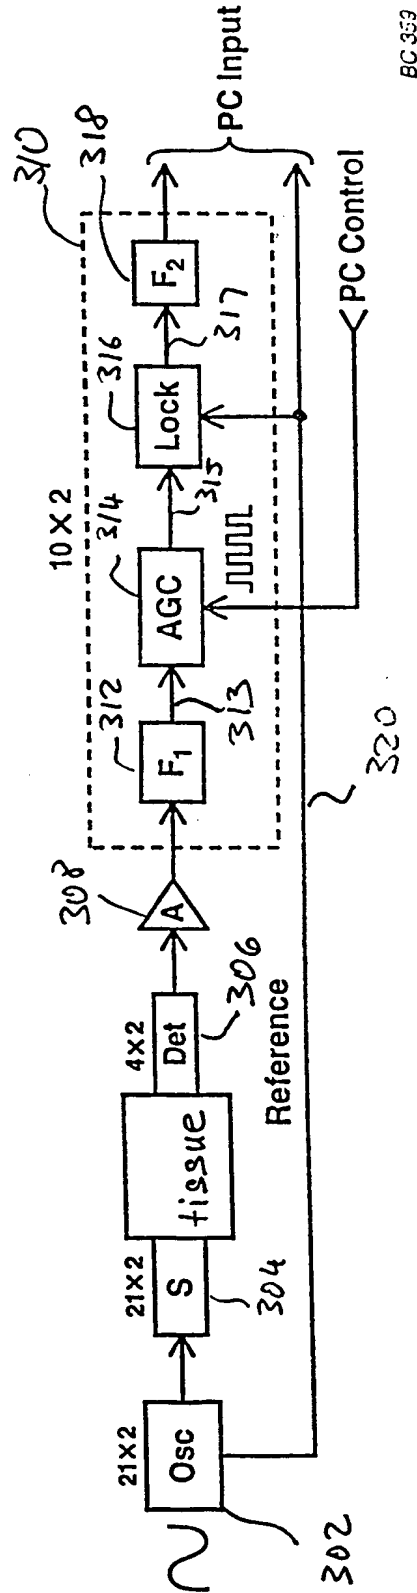 310
318
10 X 2
316
314
312
308
F1
AGC
Lock
F2
313
315
317
PC Input
PC Control
21X2
Osc
302
21X2
S
304
tissue
4X2
Det
306
A
Reference
320
BC 359